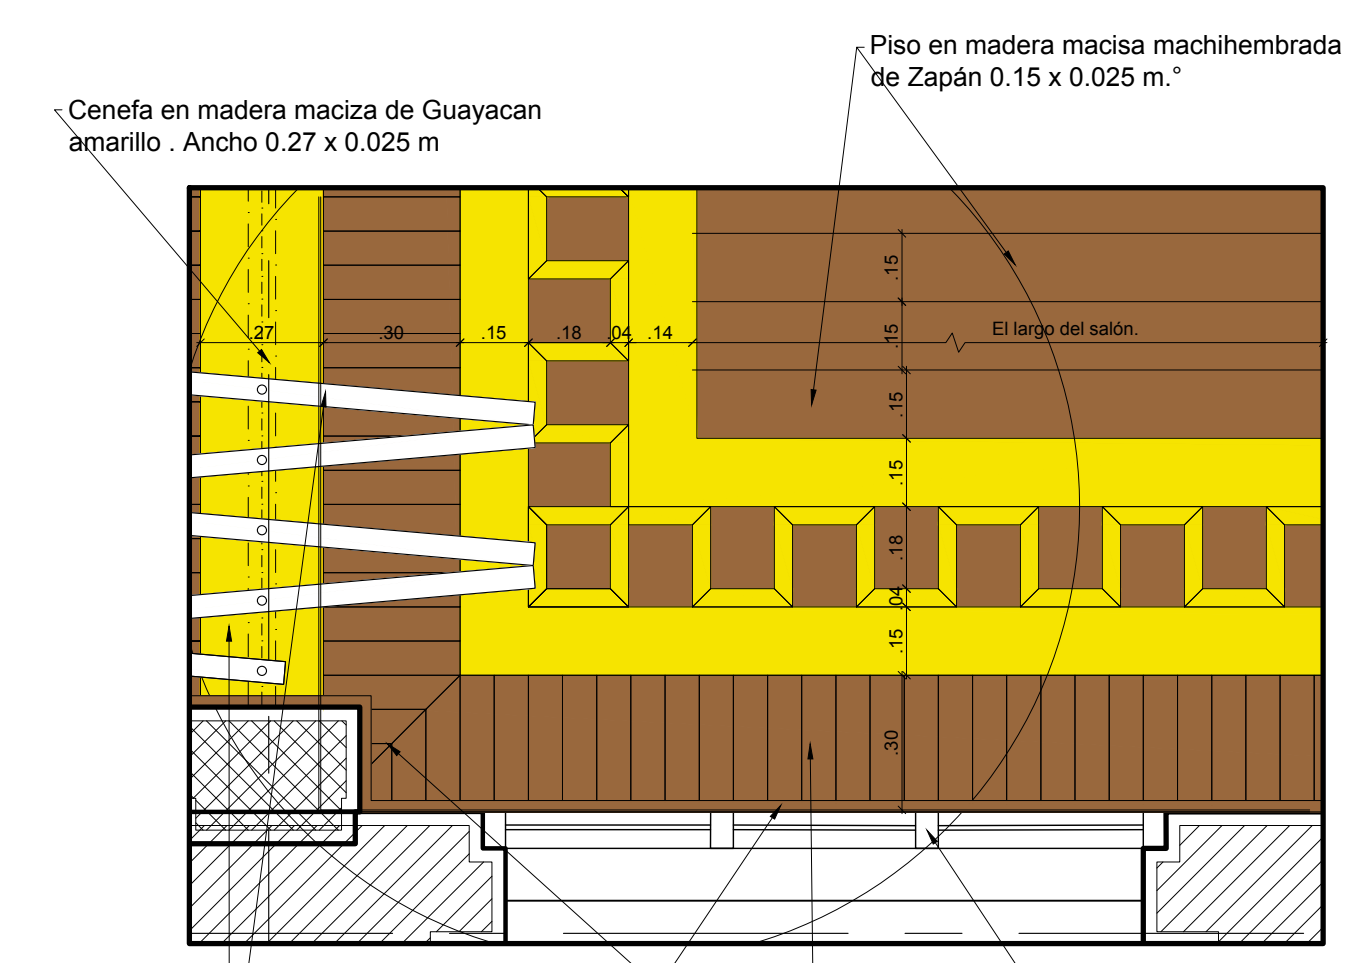 Piso en madera macisa machihembrada
de Zapán 0.15 x 0.025 m.°
Cenefa en madera maciza de Guayacan
amarillo . Ancho 0.27 x 0.025 m
.15
.27
.30
.15
.18
.04
.14
.15
El largo del salón.
.15
.15
.18
.04
.15
.30